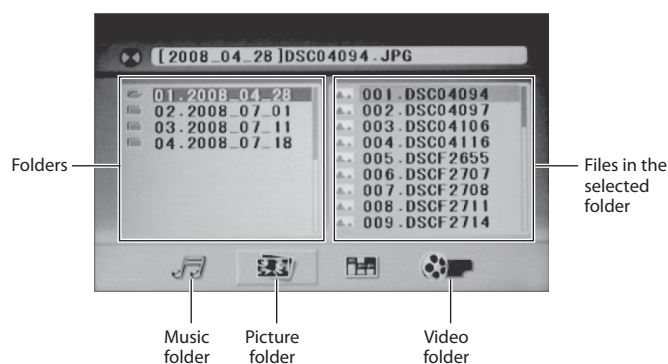 [2008_04_28]DSC04094.JPG
01.2008_04_28
02.2008_07_01
03.2008_07_11
04.2008_07_18
001.DSC04094
002.DSC04097
003.DSC04106
004.DSC04116
005.DSCF2655
006.DSCF2707
007.DSCF2708
008.DSCF2711
009.DSCF2714
Folders
Files in the
selected
folder
Music
folder
Picture
folder
Video
folder